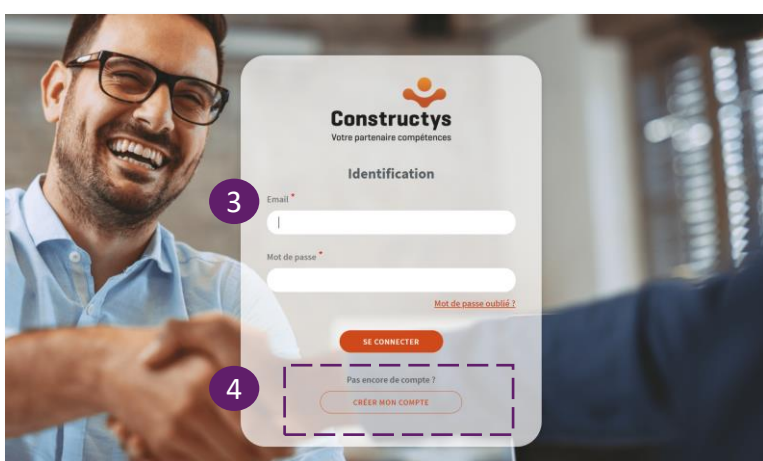 Constructys
Votre partenaire compétences
Identification
3
Email *
Mot de passe *
Mot de passe oublié ?
SE CONNECTER
4
Pas encore de compte ?
CRÉER MON COMPTE